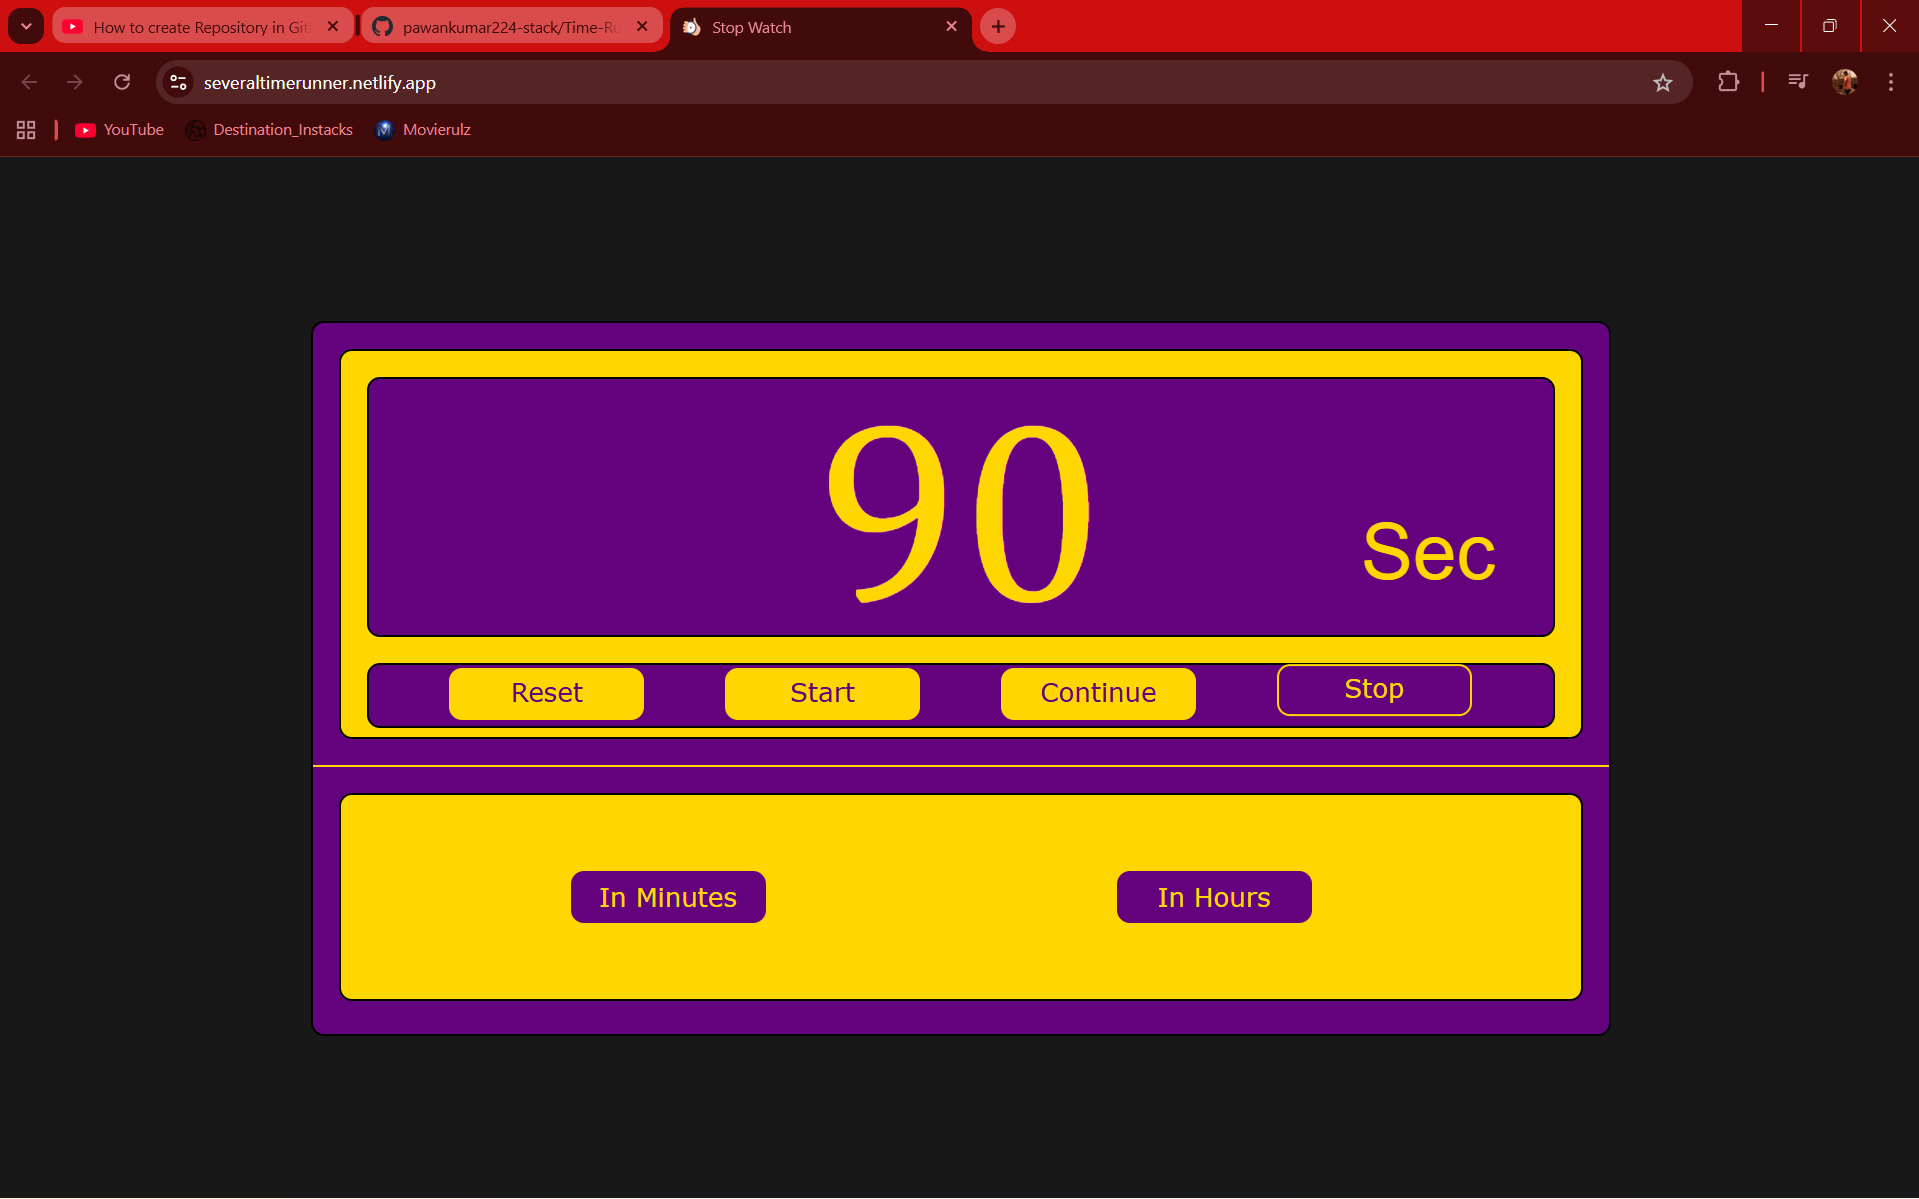 How to create Repository in Git
pawankumar224-stack/Time-Ru
Stop Watch
severaltimerunner.netlify.app
YouTube
Destination_Instacks
Movierulz
90
Sec
Reset
Start
Continue
Stop
In Minutes
In Hours